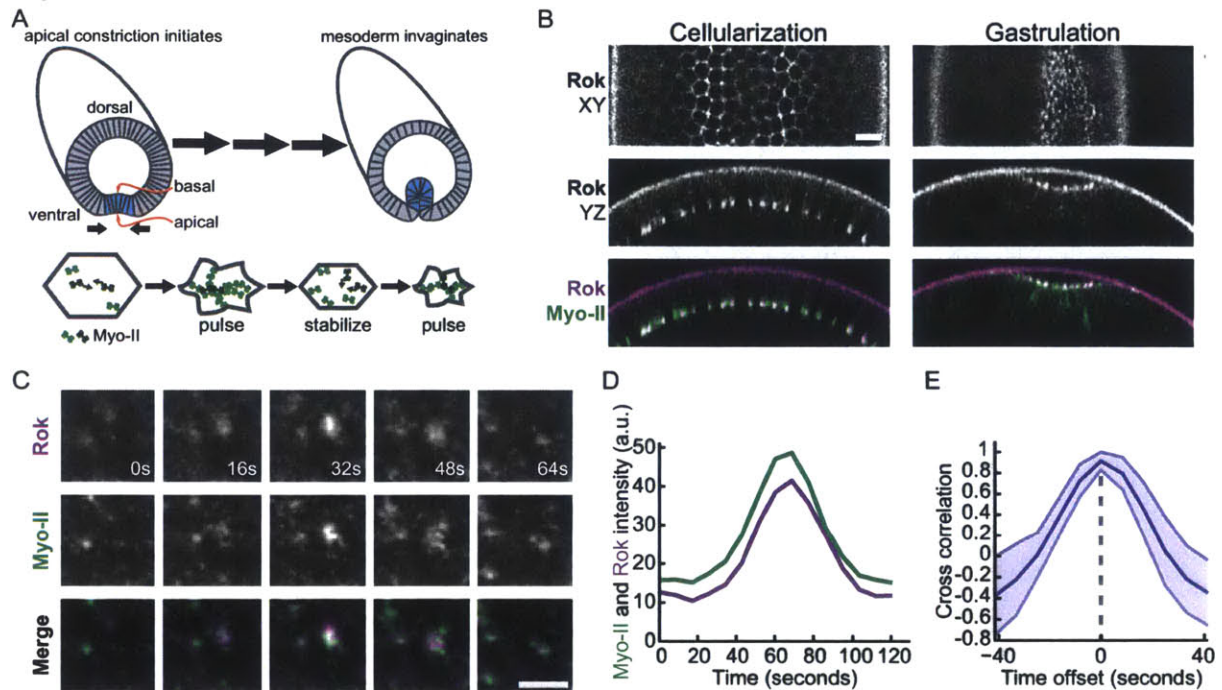 A
apical constriction initiates
mesoderm invaginates
dorsal
basal
ventral
apical
Myo-II
pulse
stabilize
pulse
B
Cellularization
Gastrulation
Rok
XY
Rok
YZ
Rok
Myo-II
C
Rok
0s
16s
32s
48s
64s
Myo-II
Merge
D
Myo-II and Rok intensity (a.u.)
50
40
30
20
10
0
0 20 40 60 80 100 120
Time (seconds)
E
Cross correlation
1
0.8
0.6
0.4
0.2
0
-0.2
-0.4
-0.6
-0.8
-40 0 40
Time offset (seconds)